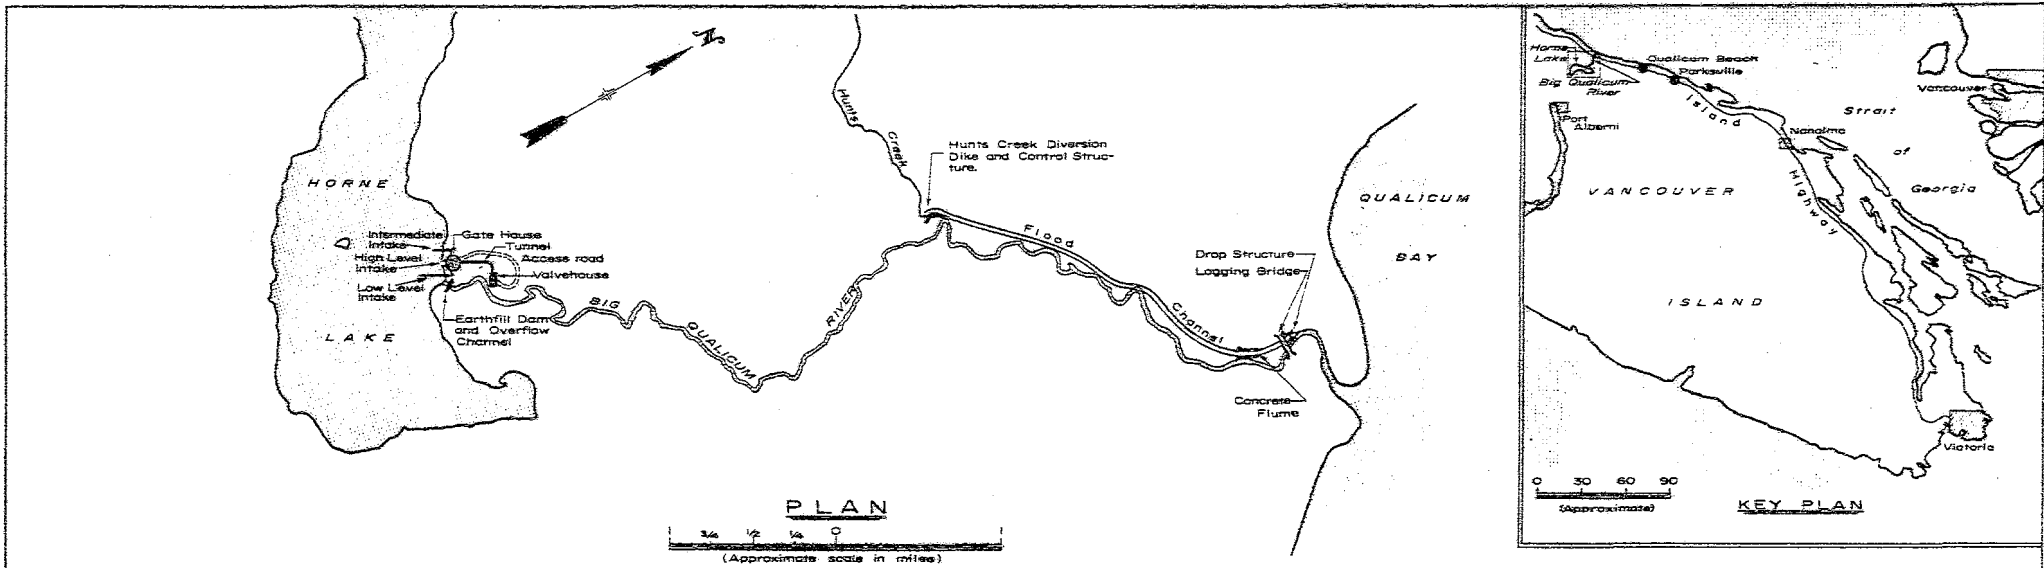 N
Hunts
Creek
Hunts Creek Diversion
Dike and Control Struc-
ture.
HORNE
LAKE
Intermediate
Intake
High Level
Intake
Low Level
Intake
Gate House
Tunnel
Access road
Valvehouse
Earthfill Dam
and Overflow
Channel
BIG
QUALICUM
RIVER
Flood
Channel
Drop Structure
Logging Bridge
Concrete
Flume
QUALICUM
BAY
PLAN
1 3/4 1/2 1/4 0 1
(Approximate scale in miles)
Horne
Lake
Big Qualicum
River
Qualicum Beach
Parksville
Port
Alberni
Island
Highway
Nanaimo
Vancouver
Strait
of
Georgia
VANCOUVER
ISLAND
Victoria
0 30 60 90
(Approximate)
KEY PLAN